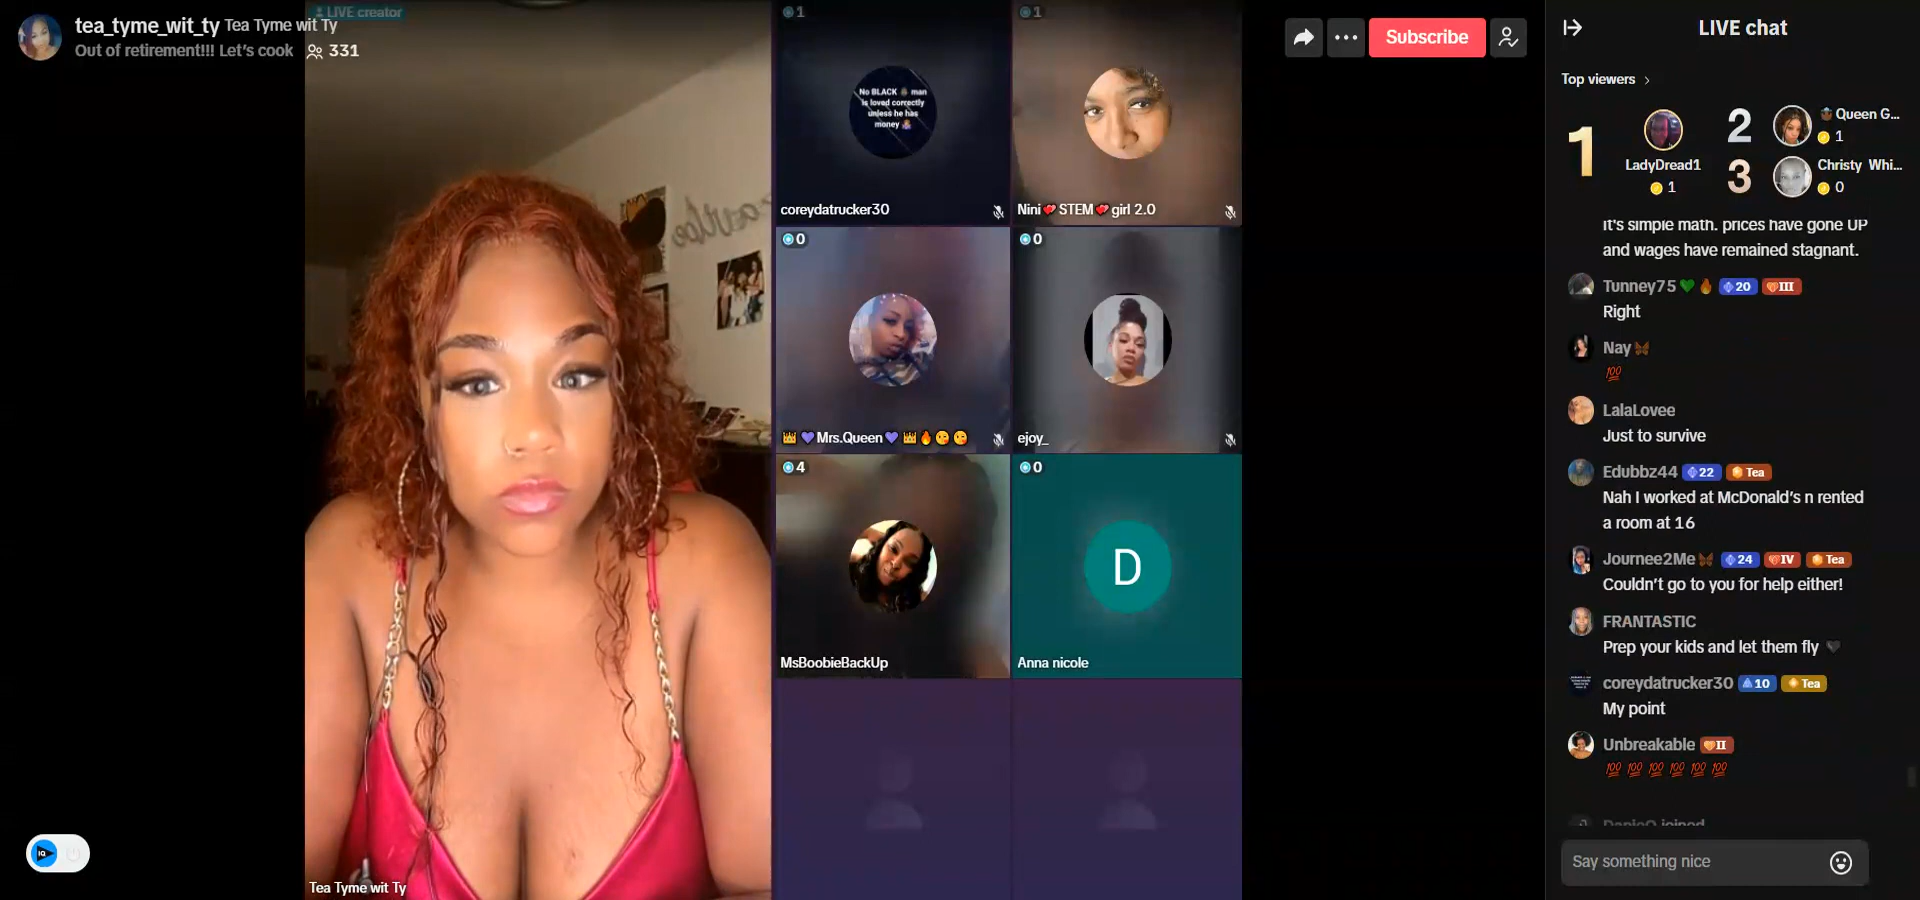 tea_tyme_wit_ty Tea Tyme wit Ty
Out of retirement!!! Let's cook
331
LIVE creator
Tea Tyme wit Ty
1
No BLACK man
is loved correctly
unless he has
money
coreydatrucker30
1
Nini❤️STEM❤️girl 2.0
0
👑💜Mrs.Queen💜👑🔥😘😘
0
ejoy_
4
MsBoobieBackUp
0
D
Anna nicole
Subscribe
LIVE chat
Top viewers
1
LadyDread1
1
2
Queen G...
1
3
Christy Whi...
0
it's simple math. prices have gone UP
and wages have remained stagnant.
Tunney75💚🔥 20 III
Right
Nay
💯
LalaLovee
Just to survive
Edubbz44 22 Tea
Nah I worked at McDonald's n rented
a room at 16
Journee2Me 24 IV Tea
Couldn't go to you for help either!
FRANTASTIC
Prep your kids and let them fly 🖤
coreydatrucker30 10 Tea
My point
Unbreakable II
💯💯💯💯💯💯
joined
Say something nice